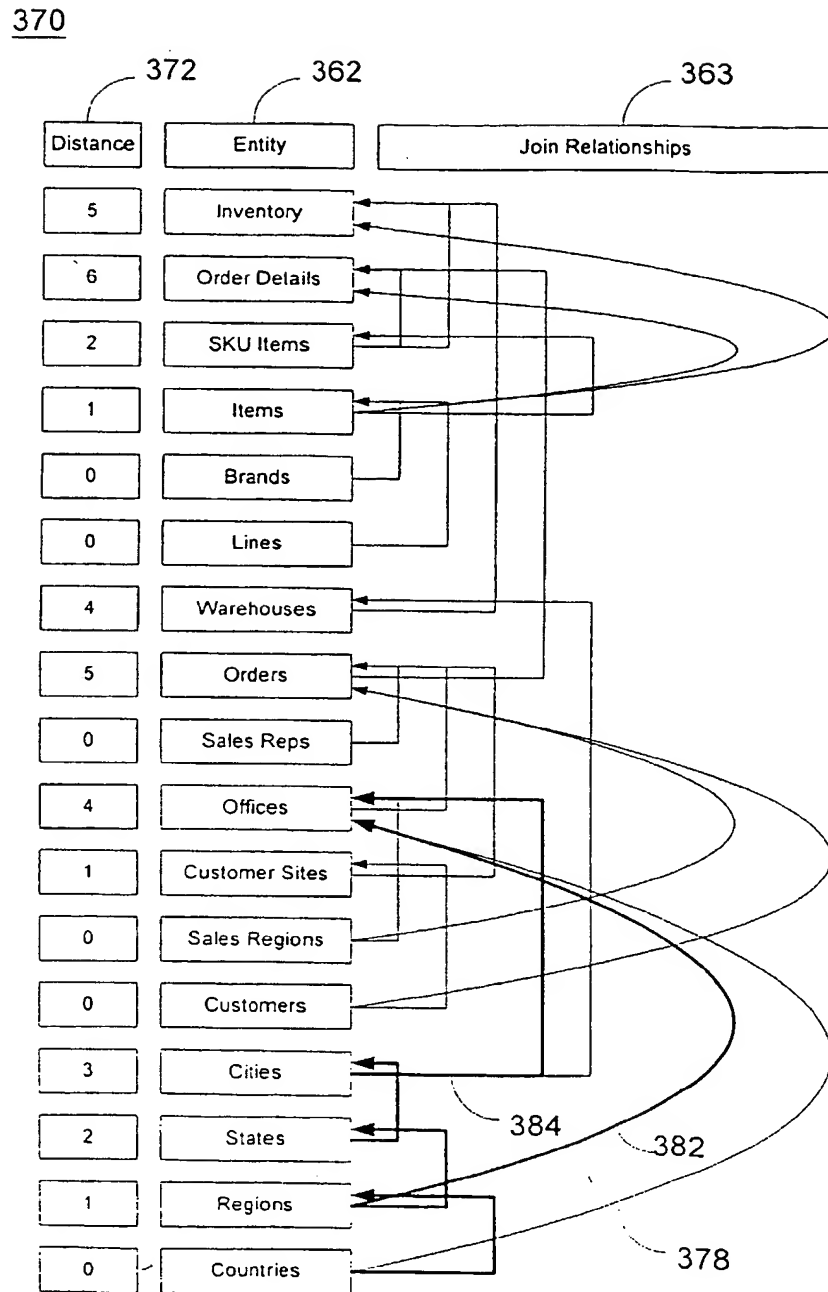 370
372 362 363
Distance Entity Join Relationships
5 Inventory
6 Order Details
2 SKU Items
1 Items
0 Brands
0 Lines
4 Warehouses
5 Orders
0 Sales Reps
4 Offices
1 Customer Sites
0 Sales Regions
0 Customers
3 Cities
384
382
2 States
1 Regions
378
0 Countries